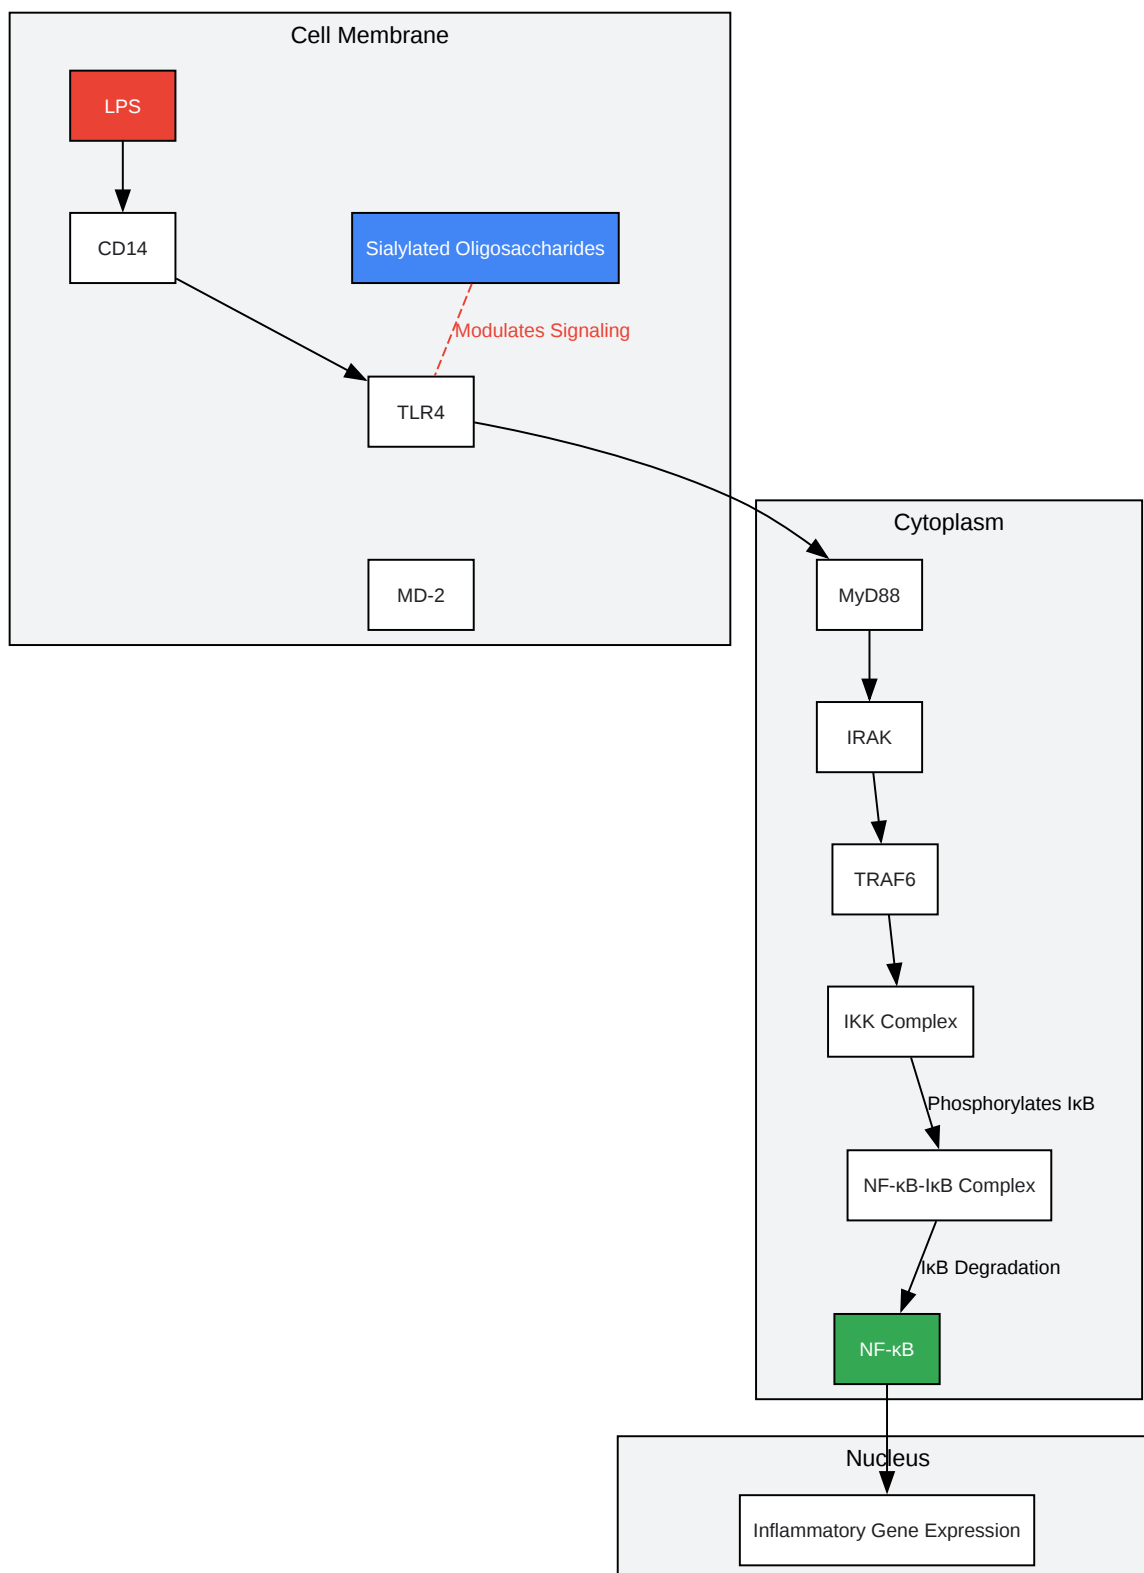 Cell Membrane
LPS
CD14
Sialylated Oligosaccharides
Modulates Signaling
TLR4
MD-2
Cytoplasm
MyD88
IRAK
TRAF6
IKK Complex
Phosphorylates IκB
NF-κB-IκB Complex
IκB Degradation
NF-κB
Nucleus
Inflammatory Gene Expression